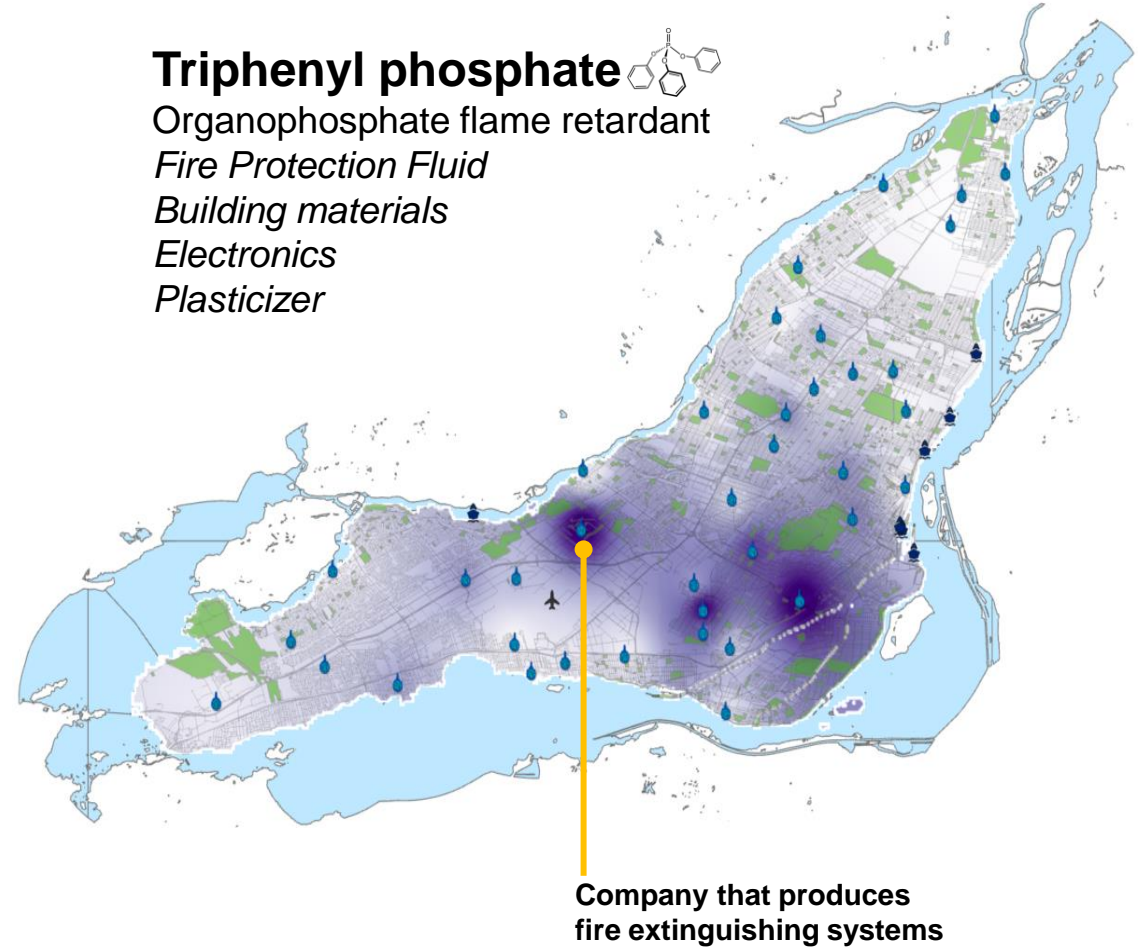 Triphenyl phosphate
Organophosphate flame retardant
Fire Protection Fluid
Building materials
Electronics
Plasticizer
Company that produces
fire extinguishing systems